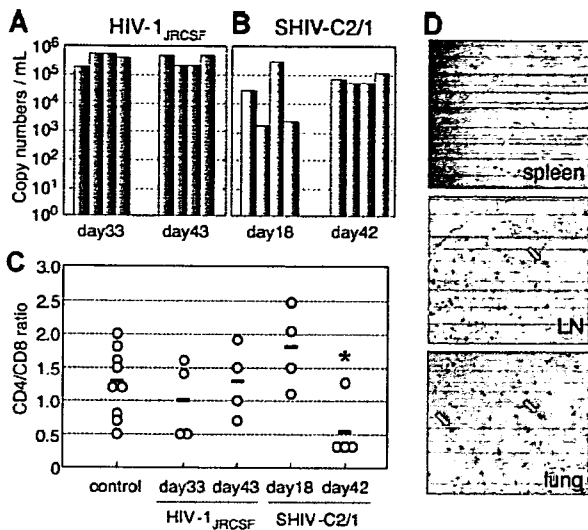 A
HIV-1JRCSF
B
SHIV-C2/1
D
Copy numbers / mL
10⁶
10⁵
10⁴
10³
10²
10¹
10⁰
day33 day43 day18 day42
spleen
LN
lung
C
CD4/CD8 ratio
3.0
2.5
2.0
1.5
1.0
0.5
0
*
control day33 day43 day18 day42
HIV-1JRCSF SHIV-C2/1